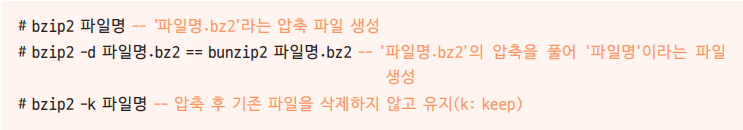 # bzip2 파일명 -- '파일명.bz2'라는 압축 파일 생성
# bzip2 -d 파일명.bz2 == bunzip2 파일명.bz2 -- '파일명.bz2'의 압축을 풀어 '파일명'이라는 파일
생성
# bzip2 -k 파일명 -- 압축 후 기존 파일을 삭제하지 않고 유지(k: keep)